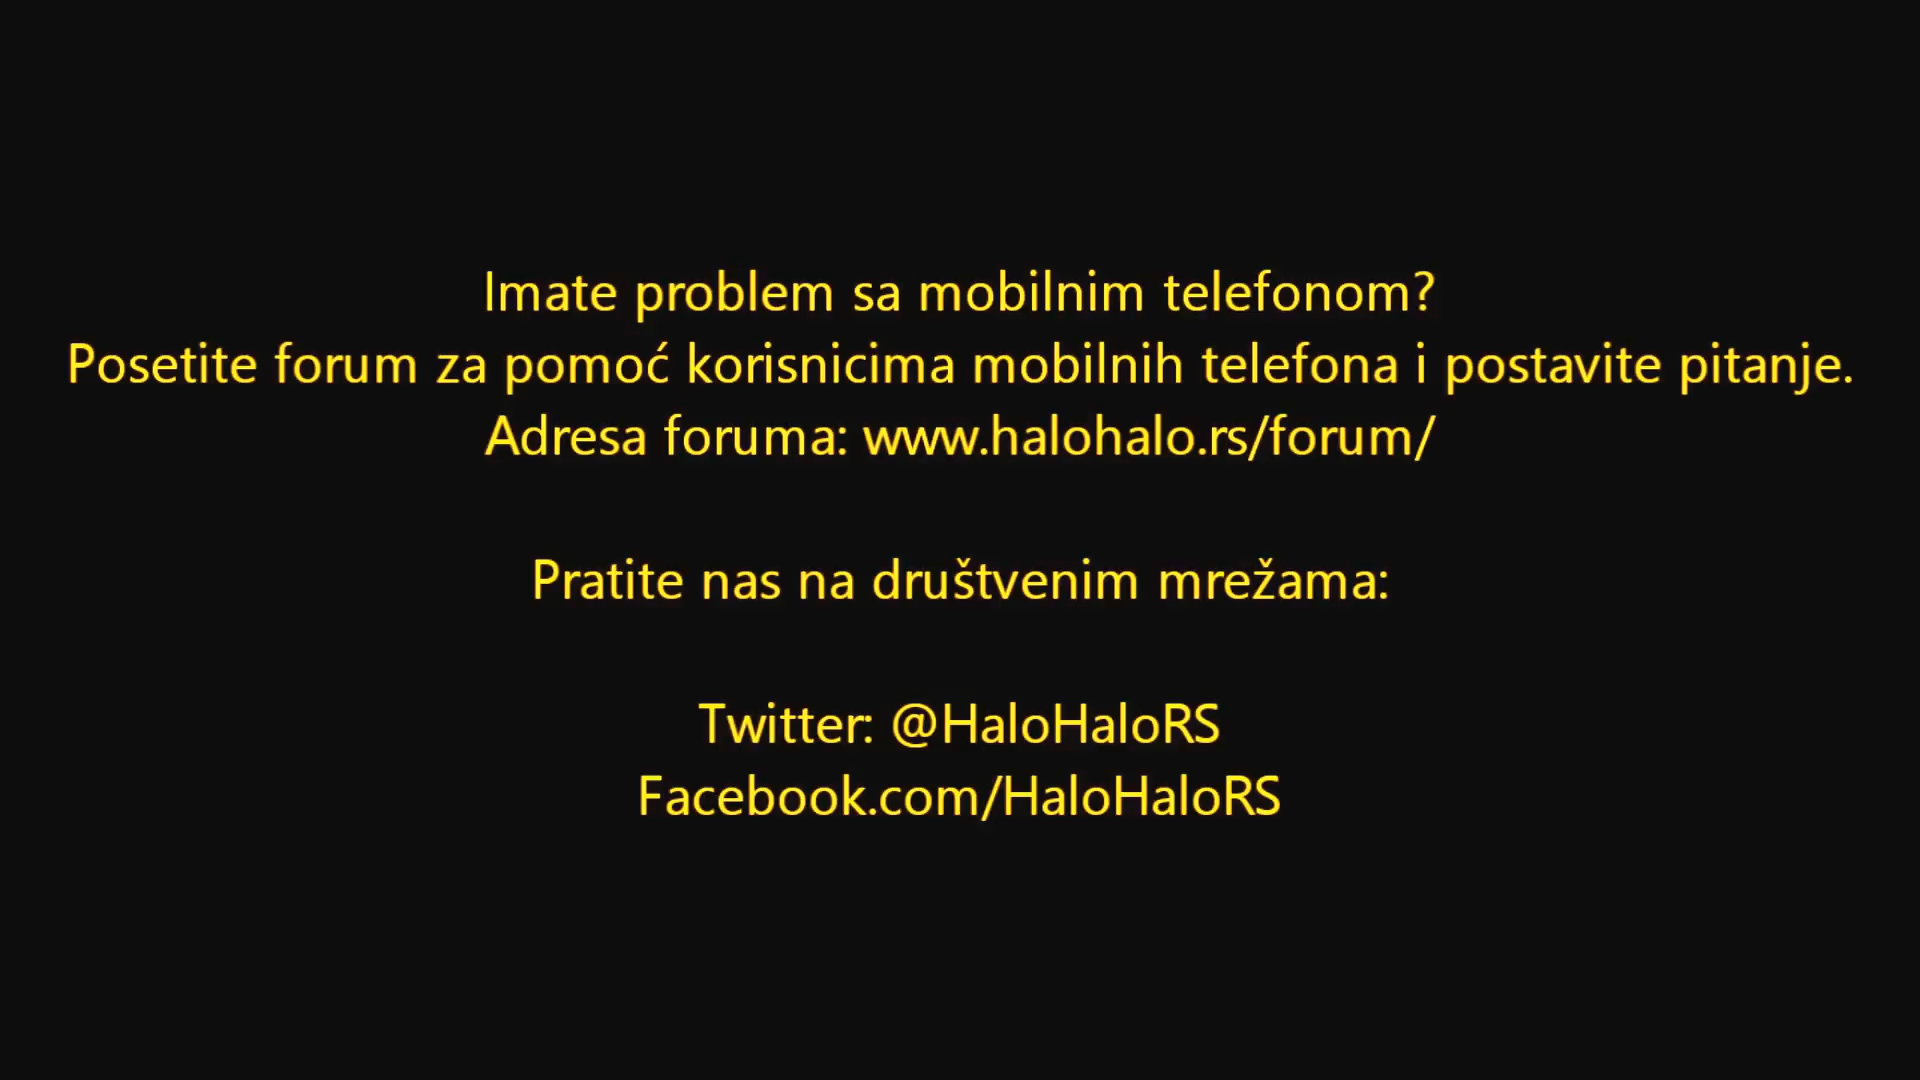 Imate problem sa mobilnim telefonom?
Posetite forum za pomoć korisnicima mobilnih telefona i postavite pitanje.
Adresa foruma: www.halohalo.rs/forum/
Pratite nas na društvenim mrežama:
Twitter: @HaloHaloRS
Facebook.com/HaloHaloRS